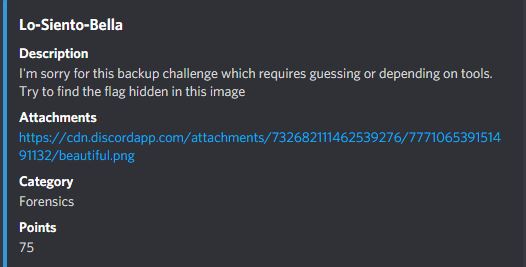 Lo-Siento-Bella
Description
I'm sorry for this backup challenge which requires guessing or depending on tools.
Try to find the flag hidden in this image
Attachments
https://cdn.discordapp.com/attachments/732682111462539276/7771065391514
91132/beautiful.png
Category
Forensics
Points
75